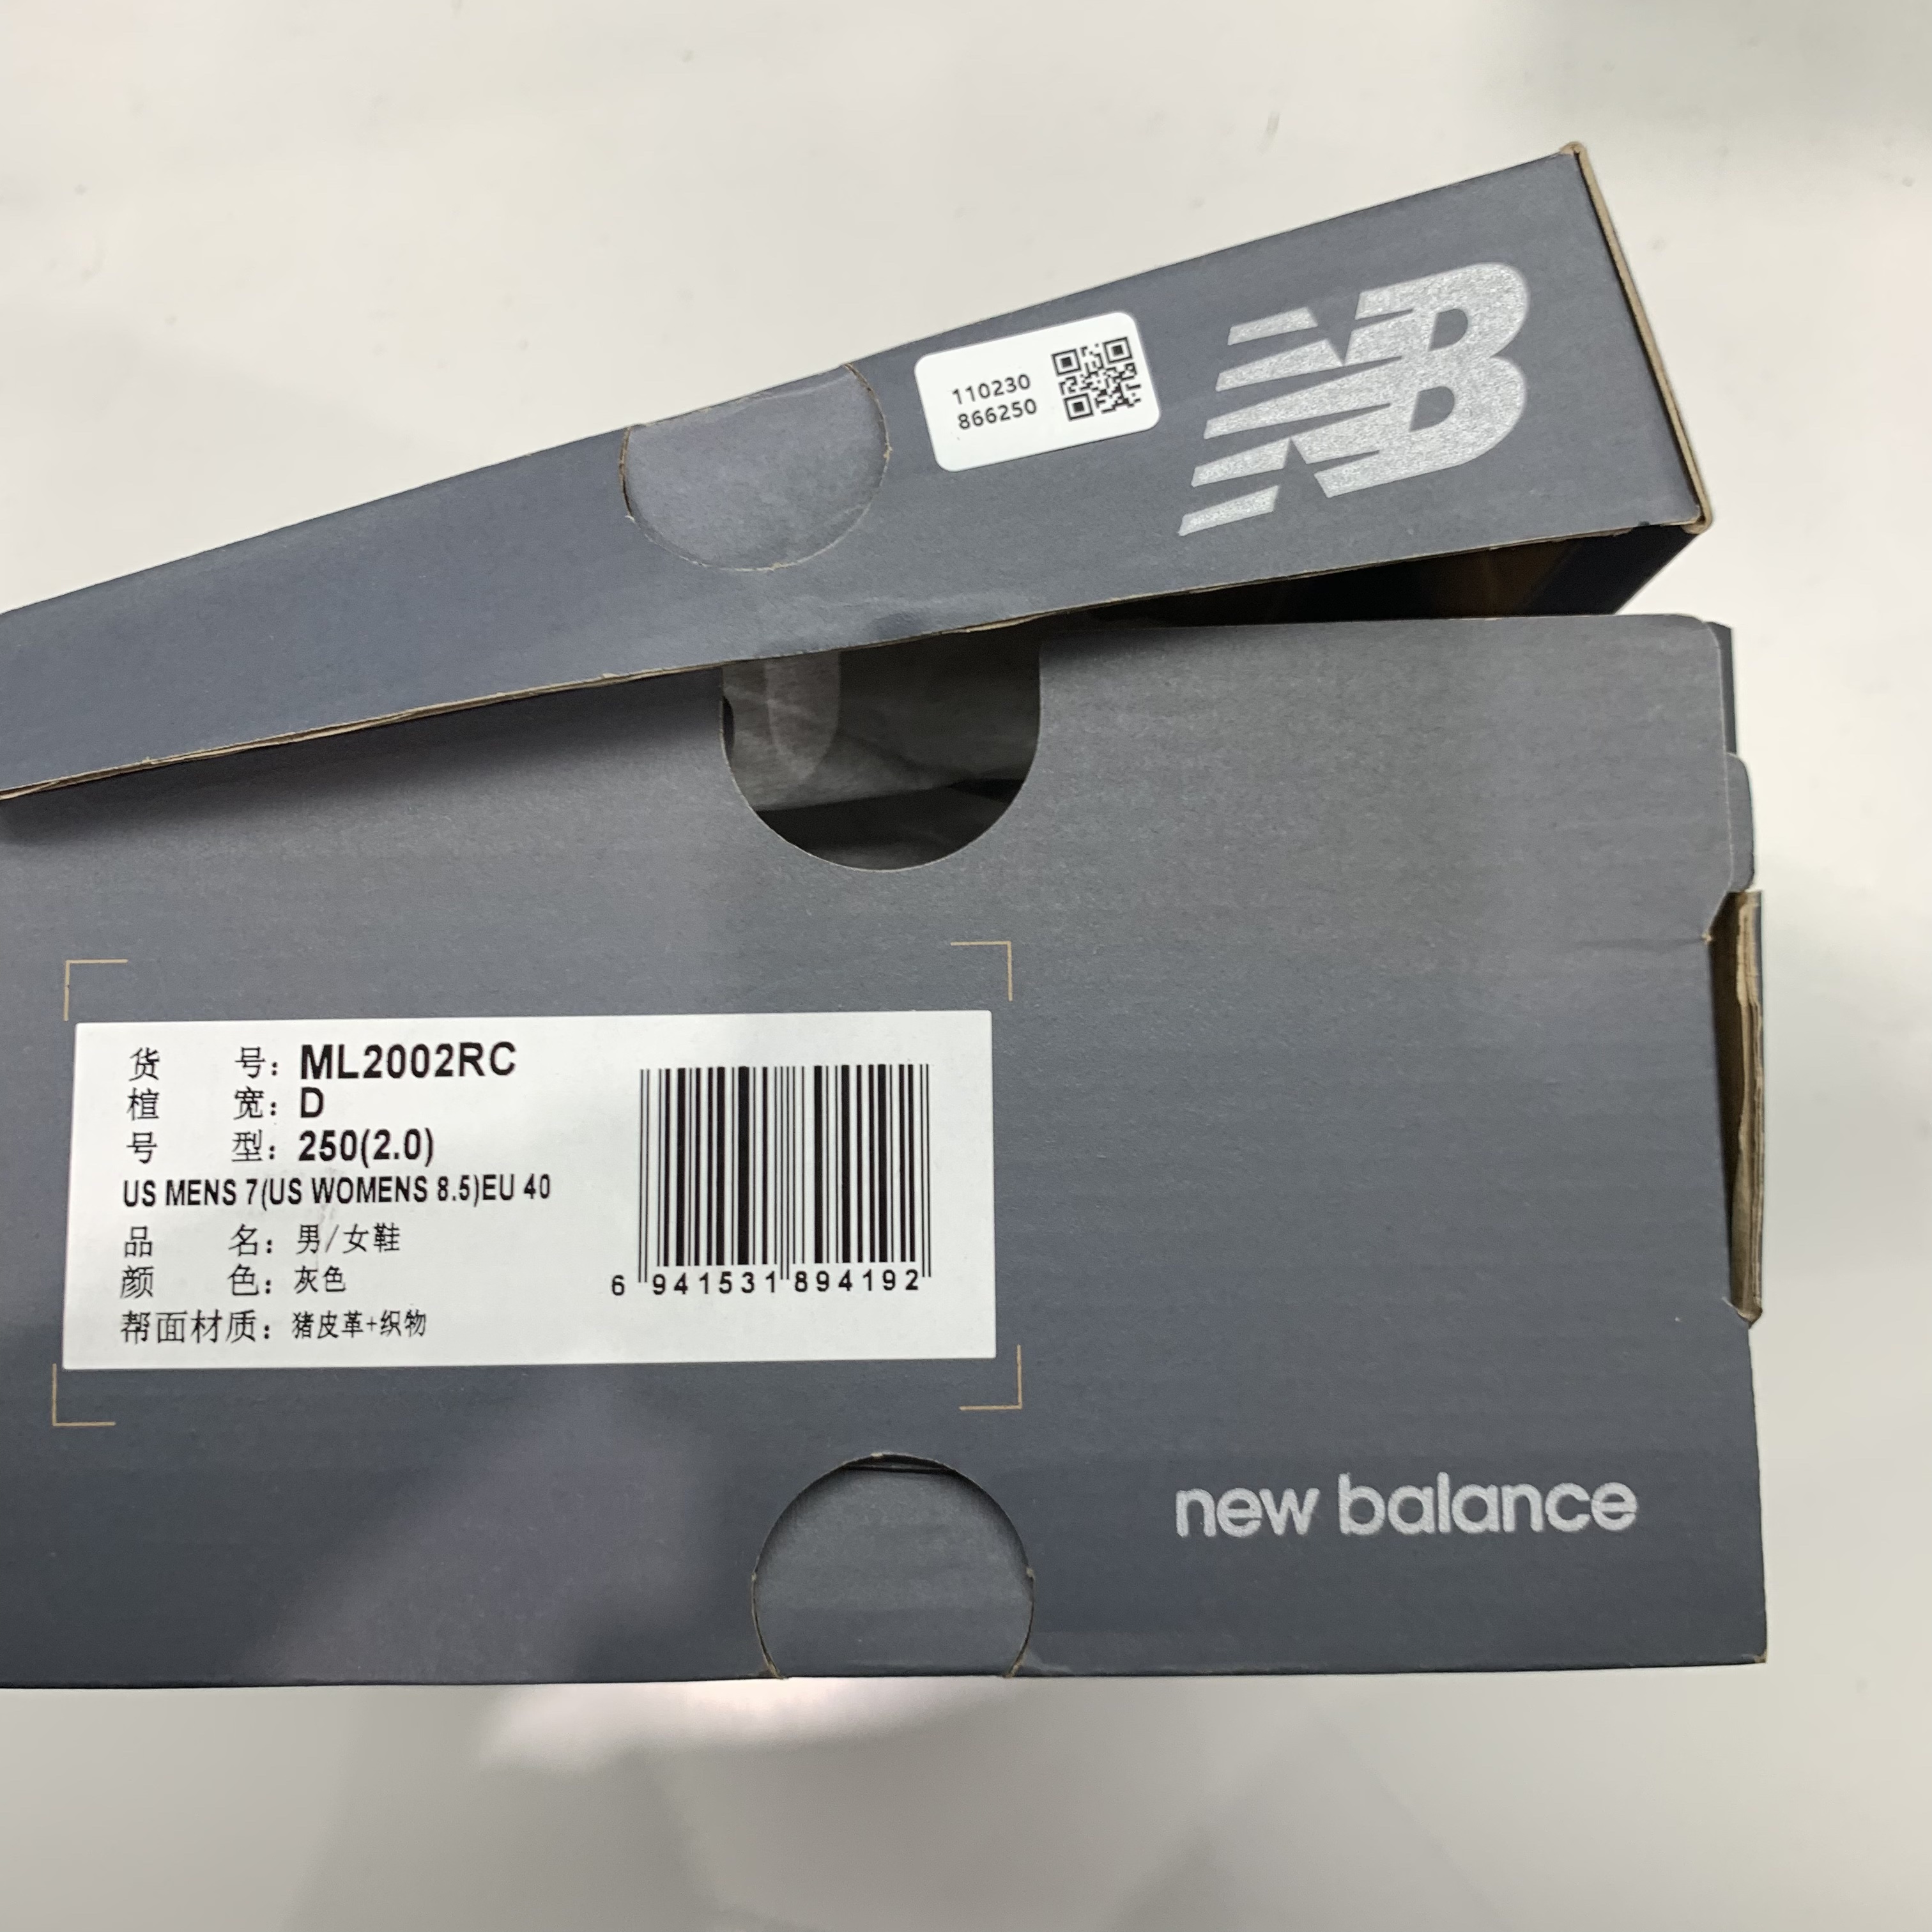 110230
866250
NB
货 号: ML2002RC
楦 宽: D
号 型: 250(2.0)
US MENS 7(US WOMENS 8.5)EU 40
品 名: 男/女鞋
颜 色: 灰色
帮面材质: 猪皮革+织物
6 941531 894192
new balance